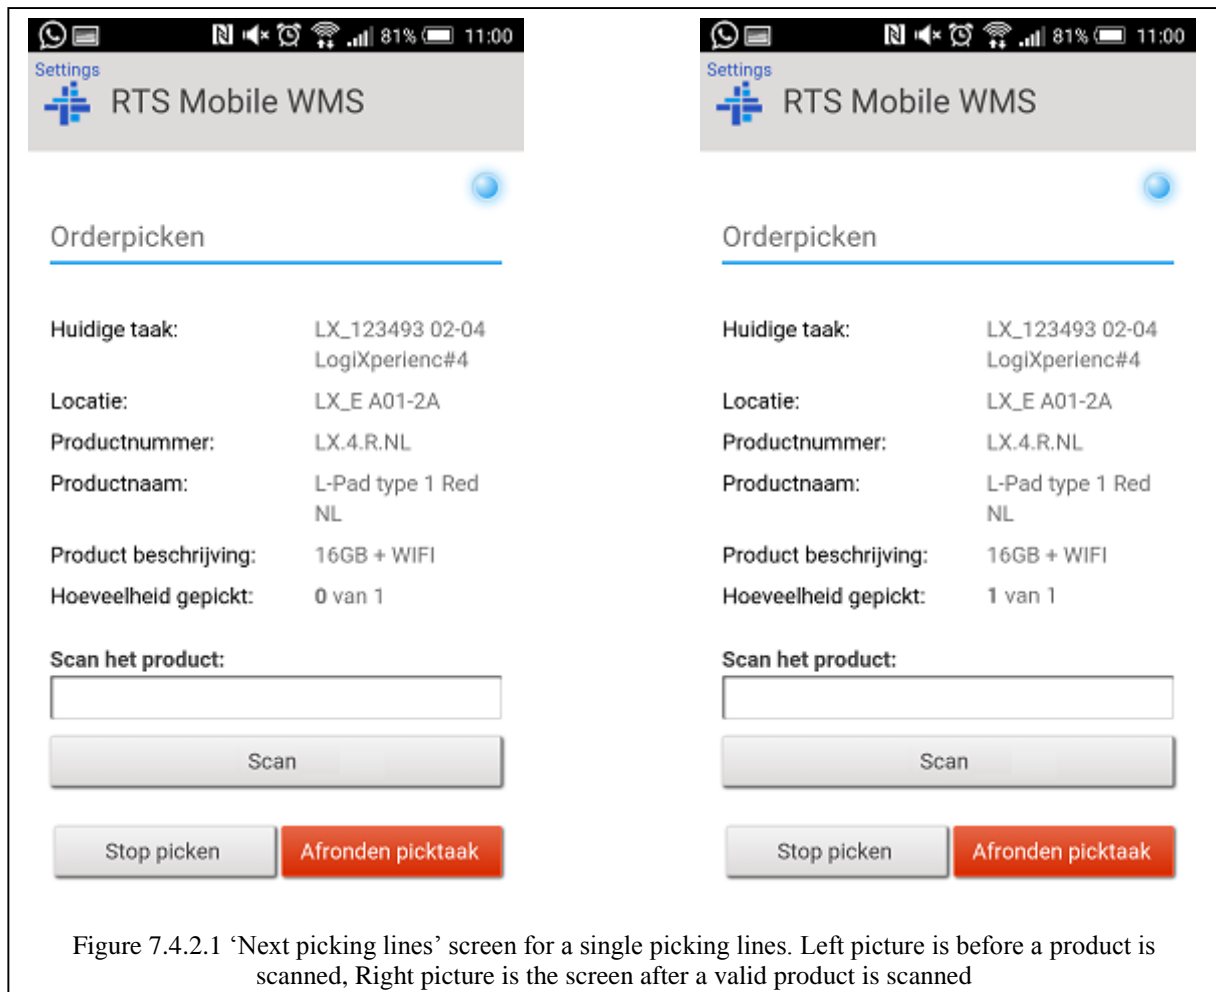 81% 11:00
Settings
RTS Mobile WMS
Orderpicken
Huidige taak: LX_123493 02-04
LogiXperienc#4
Locatie: LX_E A01-2A
Productnummer: LX.4.R.NL
Productnaam: L-Pad type 1 Red
NL
Product beschrijving: 16GB + WIFI
Hoeveelheid gepickt: 0 van 1
Scan het product:
Scan
Stop picken Afronden picktaak
81% 11:00
Settings
RTS Mobile WMS
Orderpicken
Huidige taak: LX_123493 02-04
LogiXperienc#4
Locatie: LX_E A01-2A
Productnummer: LX.4.R.NL
Productnaam: L-Pad type 1 Red
NL
Product beschrijving: 16GB + WIFI
Hoeveelheid gepickt: 1 van 1
Scan het product:
Scan
Stop picken Afronden picktaak
Figure 7.4.2.1 ‘Next picking lines’ screen for a single picking lines. Left picture is before a product is
scanned, Right picture is the screen after a valid product is scanned